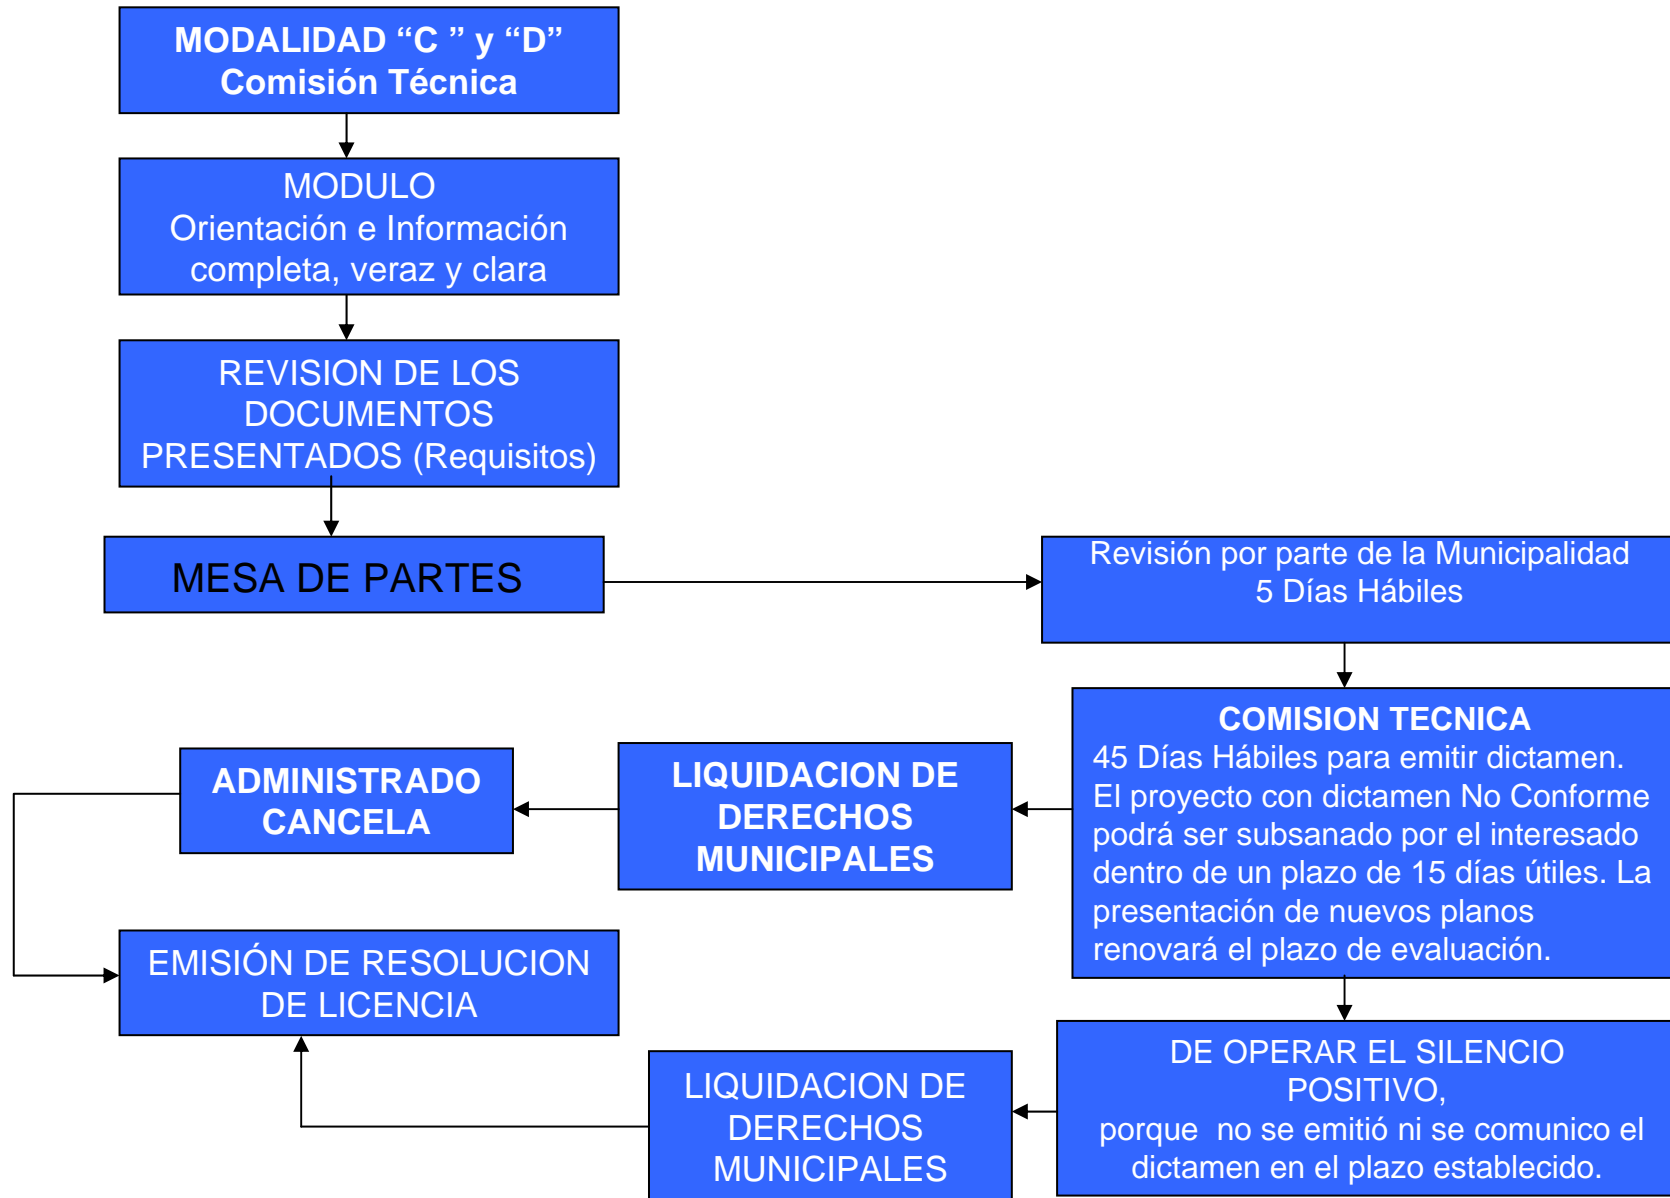 MODALIDAD “C ” y “D”
Comisión Técnica
MODULO
Orientación e Información
completa, veraz y clara
REVISION DE LOS
DOCUMENTOS
PRESENTADOS (Requisitos)
MESA DE PARTES
Revisión por parte de la Municipalidad
5 Días Hábiles
COMISION TECNICA
45 Días Hábiles para emitir dictamen.
El proyecto con dictamen No Conforme
podrá ser subsanado por el interesado
dentro de un plazo de 15 días útiles. La
presentación de nuevos planos
renovará el plazo de evaluación.
LIQUIDACION DE
DERECHOS
MUNICIPALES
ADMINISTRADO
CANCELA
EMISIÓN DE RESOLUCION
DE LICENCIA
DE OPERAR EL SILENCIO
POSITIVO,
porque  no se emitió ni se comunico el
dictamen en el plazo establecido.
LIQUIDACION DE
DERECHOS
MUNICIPALES